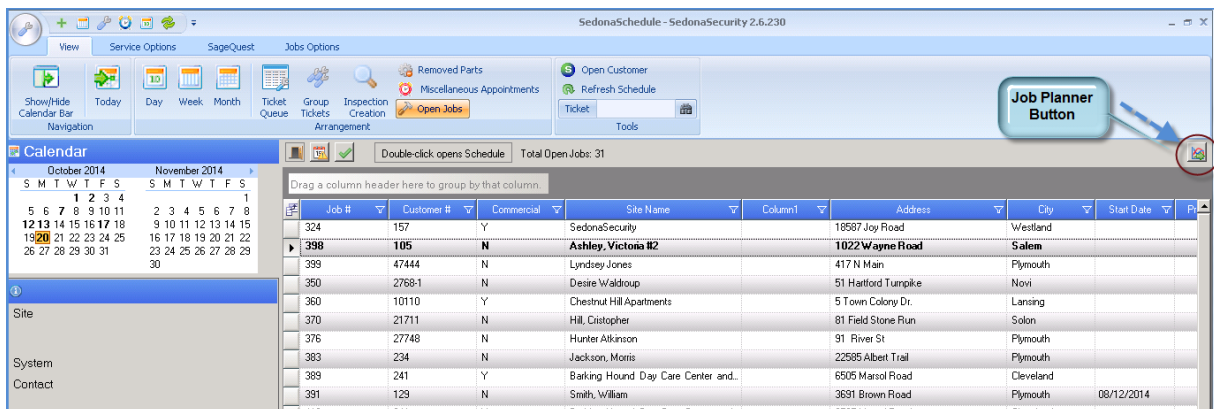 SedonaSchedule - SedonaSecurity 2.6.230
View Service Options SageQuest Jobs Options
Show/Hide Calendar Bar
Today
Navigation
Day Week Month
Ticket Queue
Group Tickets
Inspection Creation
Removed Parts
Miscellaneous Appointments
Open Jobs
Arrangement
Open Customer
Refresh Schedule
Ticket
Tools
Job Planner
Button
Calendar
Double-click opens Schedule Total Open Jobs: 31
October 2014 November 2014
S M T W T F S S M T W T F S
1 2 3 4 1
5 6 7 8 9 10 11 2 3 4 5 6 7 8
12 13 14 15 16 17 18 9 10 11 12 13 14 15
19 20 21 22 23 24 25 16 17 18 19 20 21 22
26 27 28 29 30 31 23 24 25 26 27 28 29
30
Site
System
Contact
Drag a column header here to group by that column.
Job # Customer # Commercial Site Name Column1 Address City Start Date
324 157 Y SedonaSecurity 18587 Joy Road Westland
398 105 N Ashley, Victoria #2 1022 Wayne Road Salem
399 47444 N Lyndsey Jones 417 N Main Plymouth
350 2768-1 N Desire Waldroup 51 Hartford Turnpike Novi
360 10110 Y Chestnut Hill Apartments 5 Town Colony Dr. Lansing
370 21711 N Hill, Cristopher 81 Field Stone Run Solon
376 27748 N Hunter Atkinson 91 River St Plymouth
383 234 N Jackson, Morris 22585 Albert Trail Plymouth
389 241 Y Barking Hound Day Care Center and... 6505 Marsol Road Cleveland
391 129 N Smith, William 3691 Brown Road Plymouth 08/12/2014